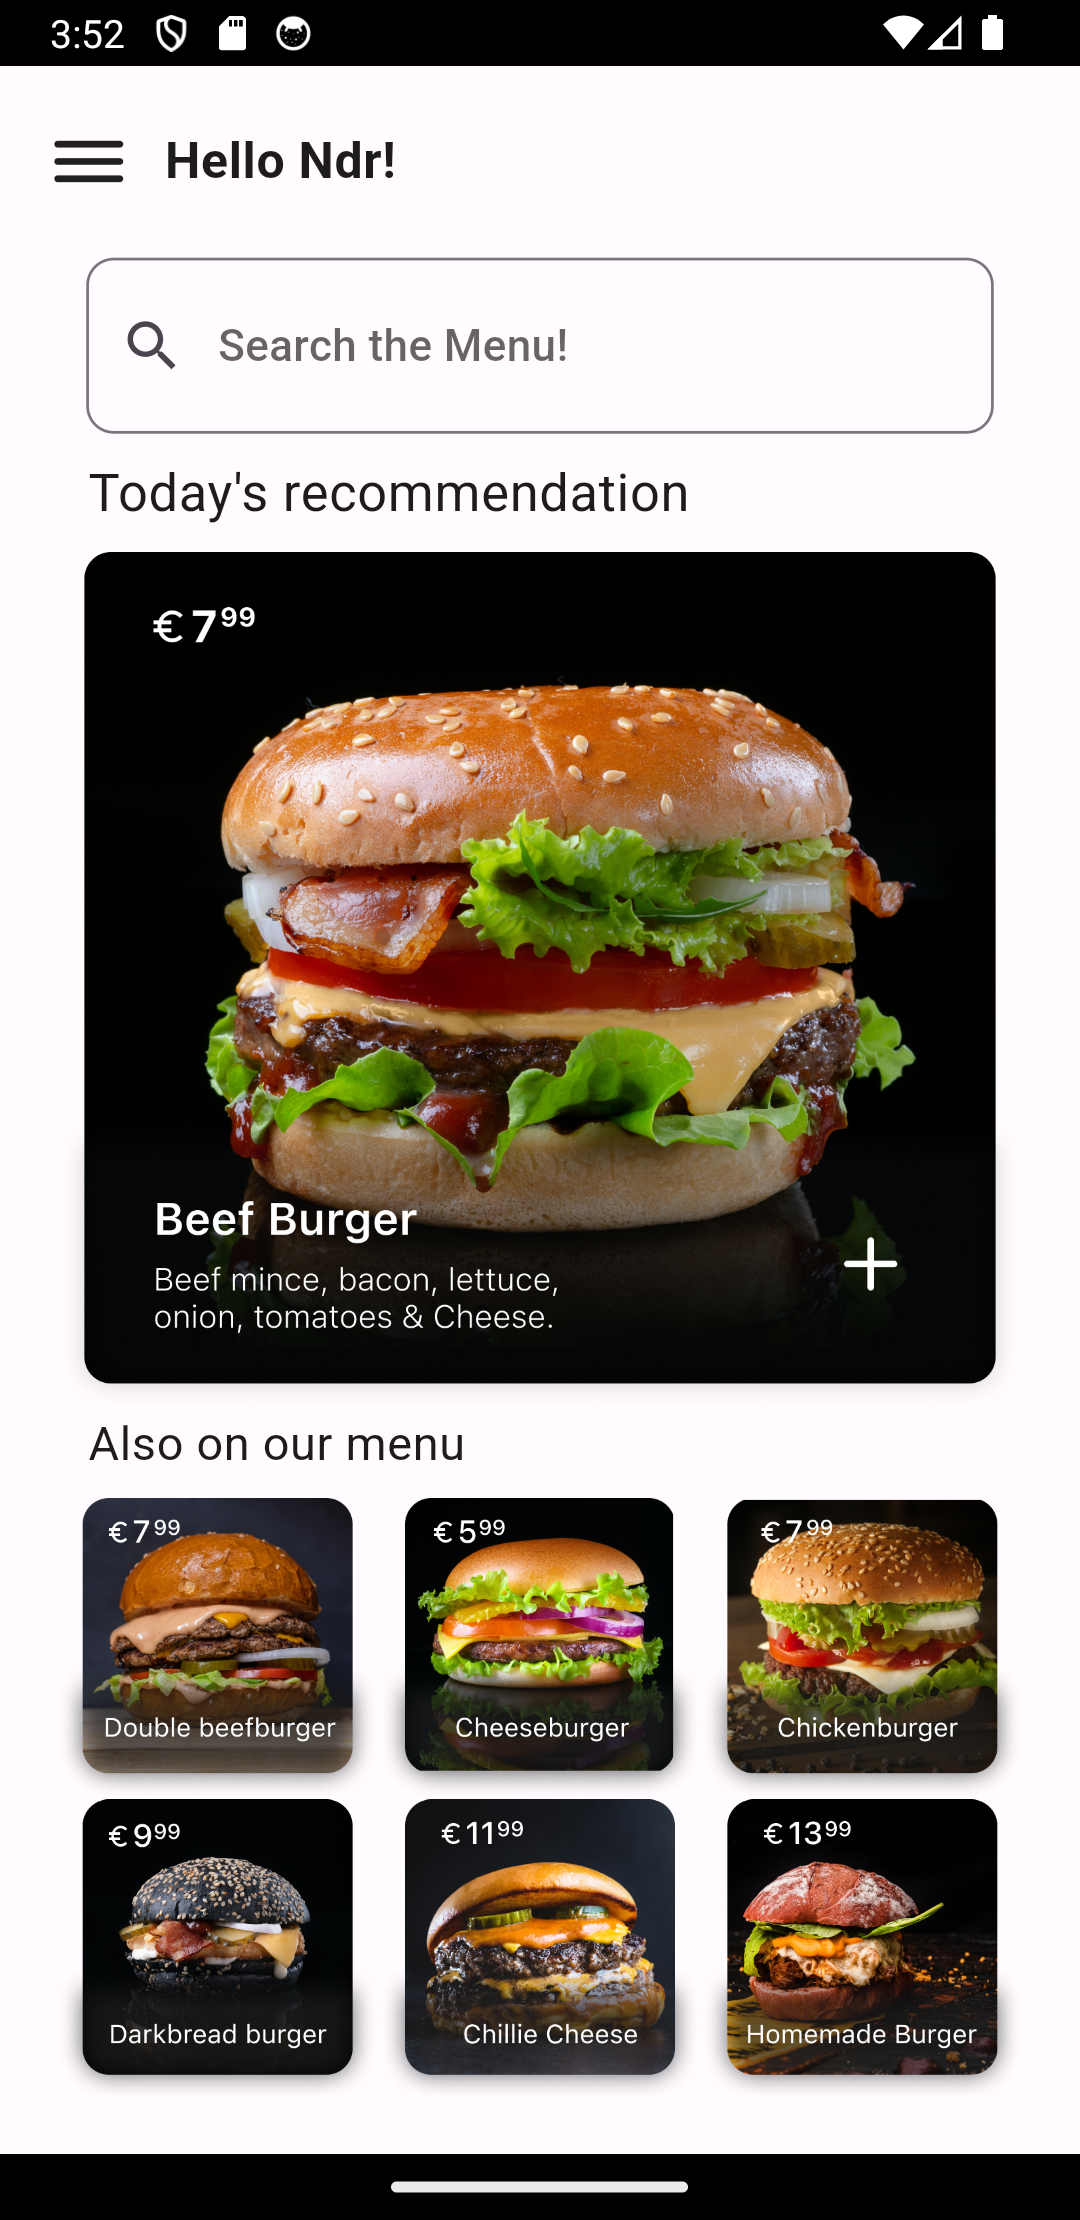 3:52
Hello Ndr!
Search the Menu!
Today's recommendation
€ 7 99
Beef Burger
Beef mince, bacon, lettuce,
onion, tomatoes & Cheese.
Also on our menu
€ 7 99
Double beefburger
€ 5 99
Cheeseburger
€ 7 99
Chickenburger
€ 9 99
Darkbread burger
€ 11 99
Chillie Cheese
€ 13 99
Homemade Burger